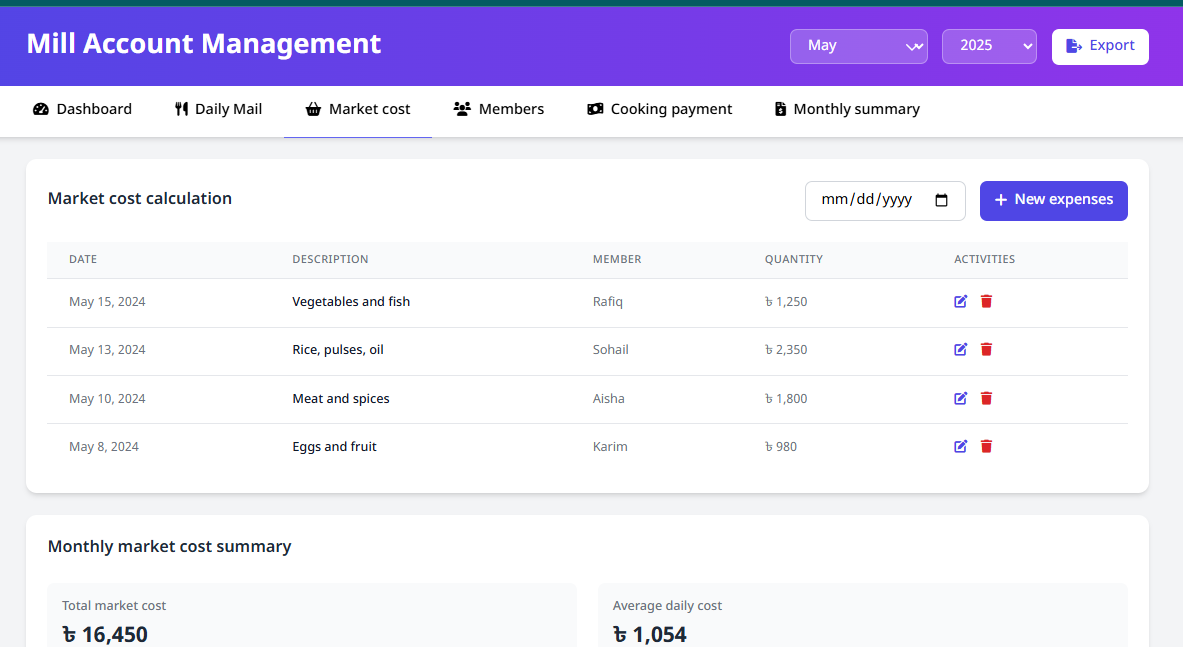 Mill Account Management
May
2025
Export
Dashboard
Daily Mail
Market cost
Members
Cooking payment
Monthly summary
Market cost calculation
mm/dd/yyyy
+ New expenses
DATE DESCRIPTION MEMBER QUANTITY ACTIVITIES
May 15, 2024 Vegetables and fish Rafiq ৳ 1,250
May 13, 2024 Rice, pulses, oil Sohail ৳ 2,350
May 10, 2024 Meat and spices Aisha ৳ 1,800
May 8, 2024 Eggs and fruit Karim ৳ 980
Monthly market cost summary
Total market cost
৳ 16,450
Average daily cost
৳ 1,054